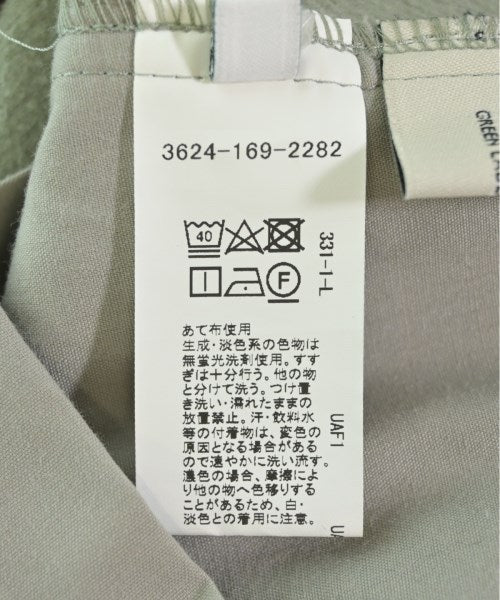 3624-169-2282
40
331-1-L
F
あて布使用
生成・淡色系の色物は
無蛍光洗剤使用。すす
ぎは十分行う。他の物
と分けて洗う。つけ置
き洗い・濡れたままの
放置禁止。汗・飲料水
等の付着物は、変色の
原因となる場合がある
ので速やかに洗い流す。
濃色の場合、摩擦によ
り他の物へ色移りする
ことがあるため、白・
淡色との着用に注意。
UAF1
UA
GREEN LA